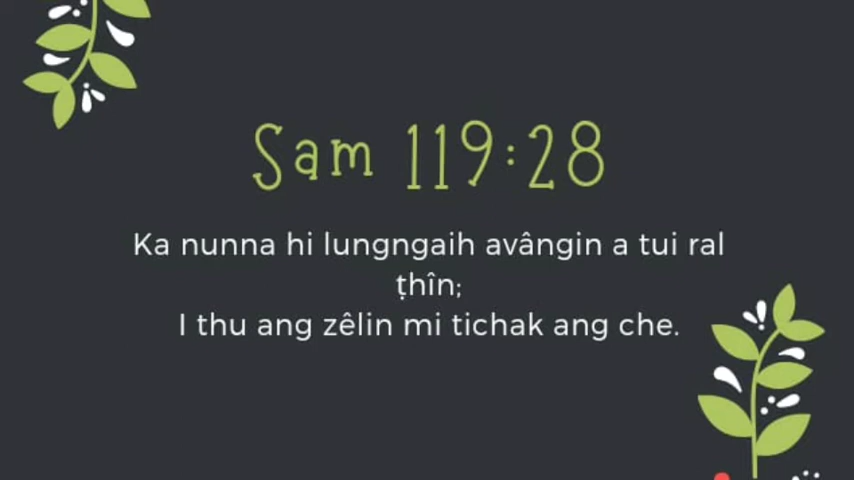 Sam 119:28
Ka nunna hi lungngaih avângin a tui ral
ṭhîn;
I thu ang zêlin mi tichak ang che.